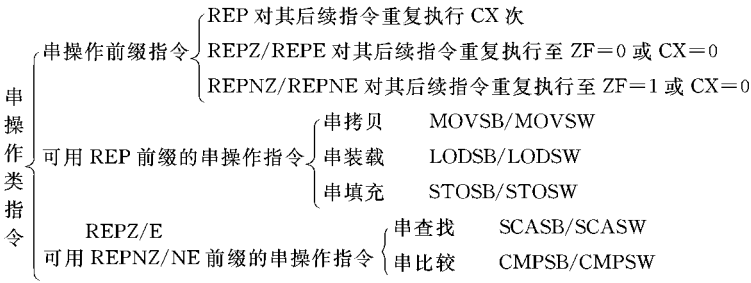 串操作类指令
串操作前缀指令
REP 对其后续指令重复执行 CX 次
REPZ/REPE 对其后续指令重复执行至 ZF=0 或 CX=0
REPNZ/REPNE 对其后续指令重复执行至 ZF=1 或 CX=0
可用 REP 前缀的串操作指令
串拷贝 MOVSB/MOVSW
串装载 LODSB/LODSW
串填充 STOSB/STOSW
REPZ/E
可用 REPNZ/NE 前缀的串操作指令
串查找 SCASB/SCASW
串比较 CMPSB/CMPSW